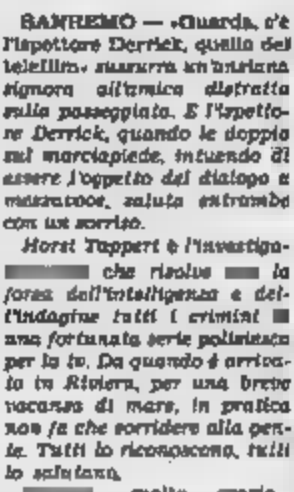 SANREMO — «Guarda, c'è
l'ispettore Derrick, quello dei
telefilm» sussurra un'anziana
signora all'amica distratta
sulla passeggiata. E l'ispetto-
re Derrick, quando le doppia
sul marciapiede, intuendo di
essere l'oggetto del dialogo a
mezzavoce, saluta entrambe
con un sorriso.
Horst Tappert è l'investiga-
che risolve la
forza dell'intelligenza e del-
l'indagine tutti i crimini
una fortunata serie poliziesca
per la tv. Da quando è arriva-
to in Riviera, per una breve
vacanza di mare, in pratica
non fa che sorridere alla gen-
te. Tutti lo riconoscono, tutti
lo salutano.